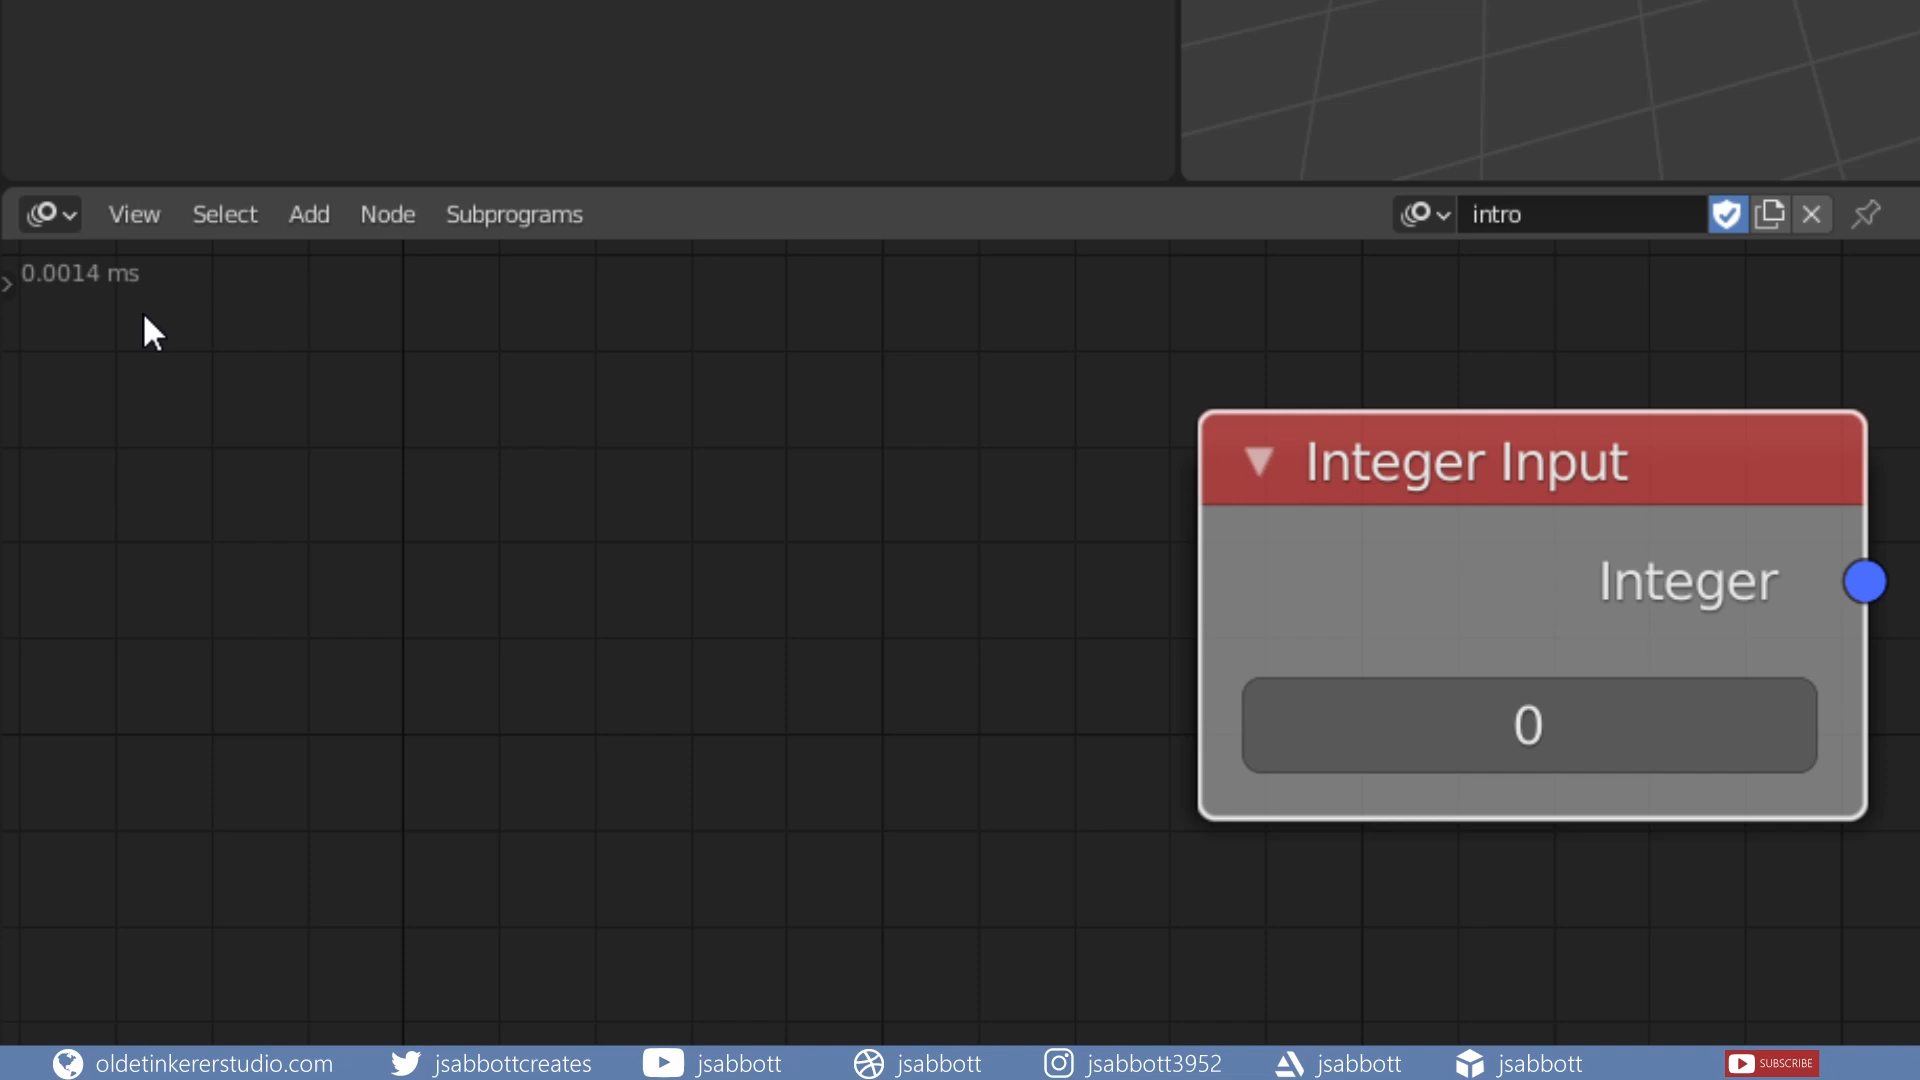 View Select Add Node Subprograms intro
0.0014 ms
Integer Input
Integer
0
oldetinkererstudio.com jsabbottcreates jsabbott jsabbott jsabbott3952 jsabbott jsabbott SUBSCRIBE